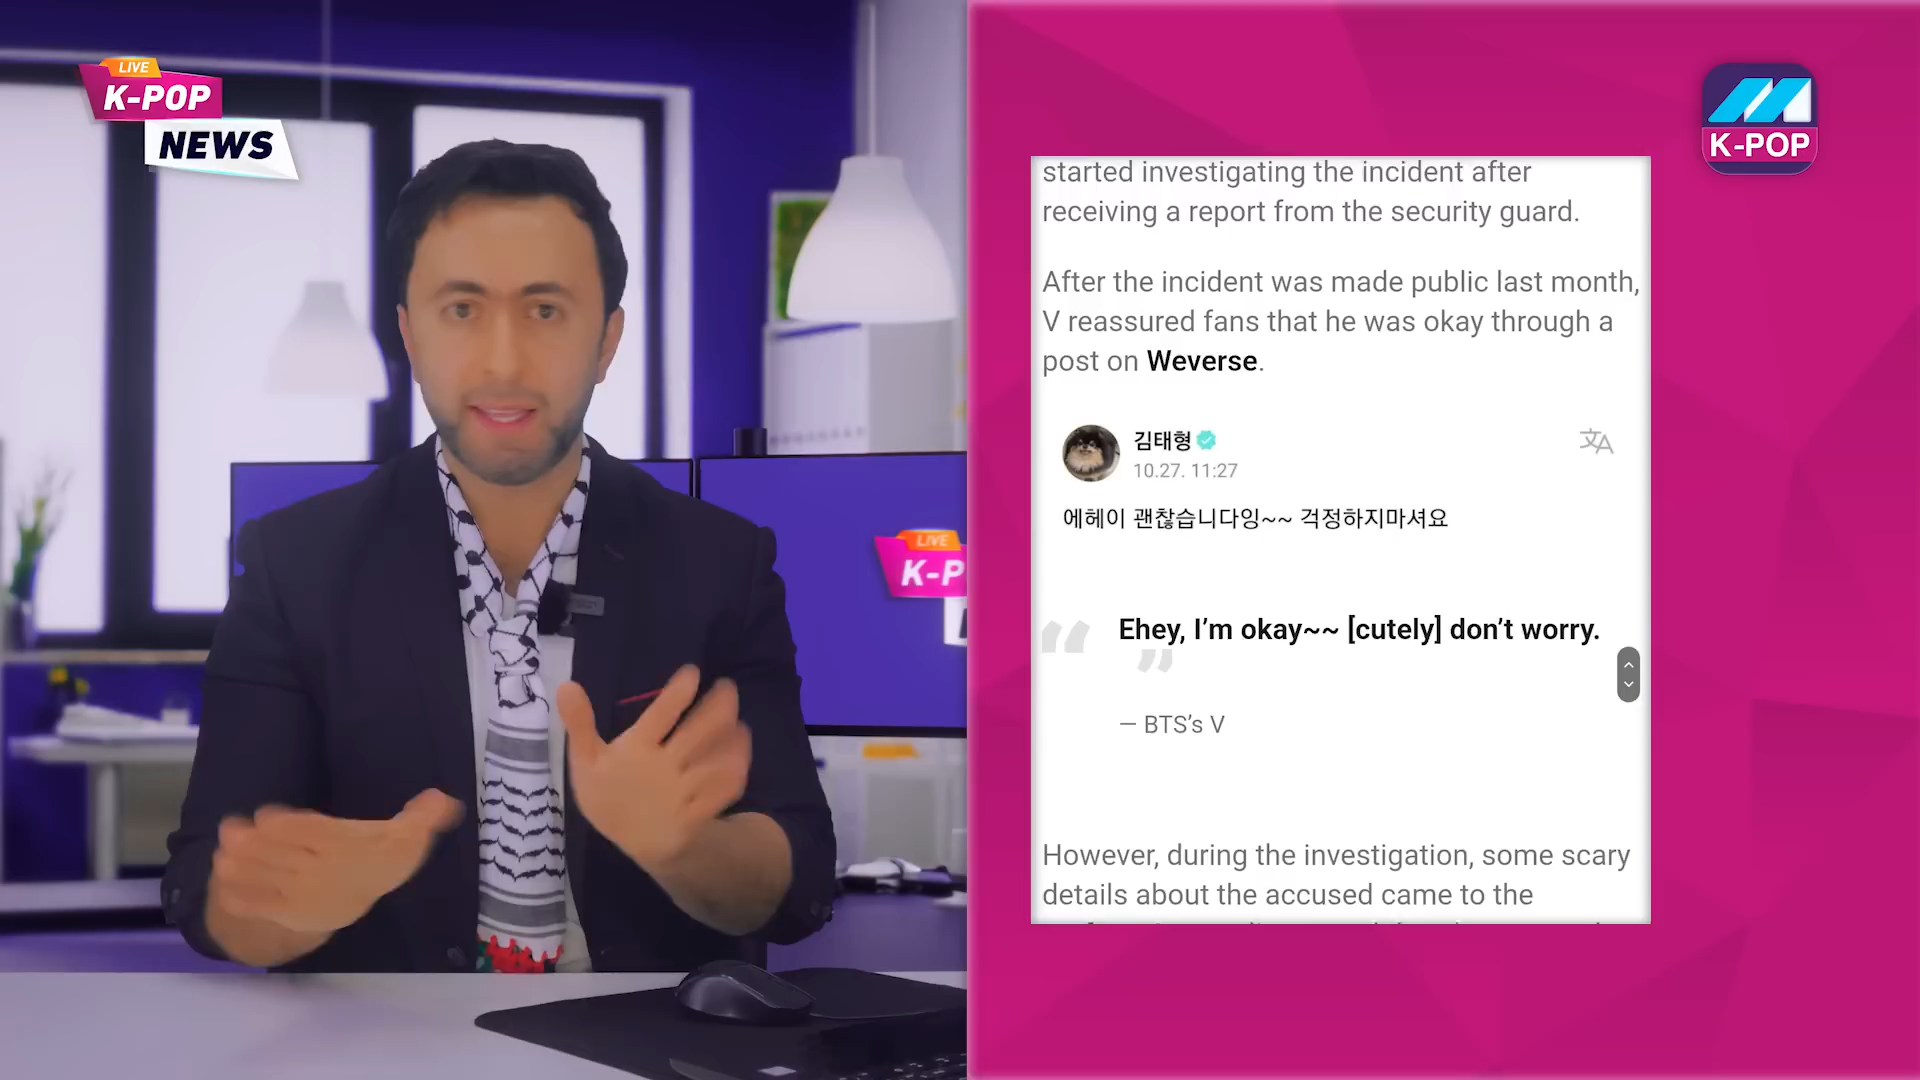 LIVE
K-POP
NEWS
LIVE
K-P
K-POP
started investigating the incident after
receiving a report from the security guard.
After the incident was made public last month,
V reassured fans that he was okay through a
post on Weverse.
김태형
10.27. 11:27
에헤이 괜찮습니다잉~~ 걱정하지마셔요
“ Ehey, I’m okay~~ [cutely] don’t worry.
”
— BTS’s V
However, during the investigation, some scary
details about the accused came to the